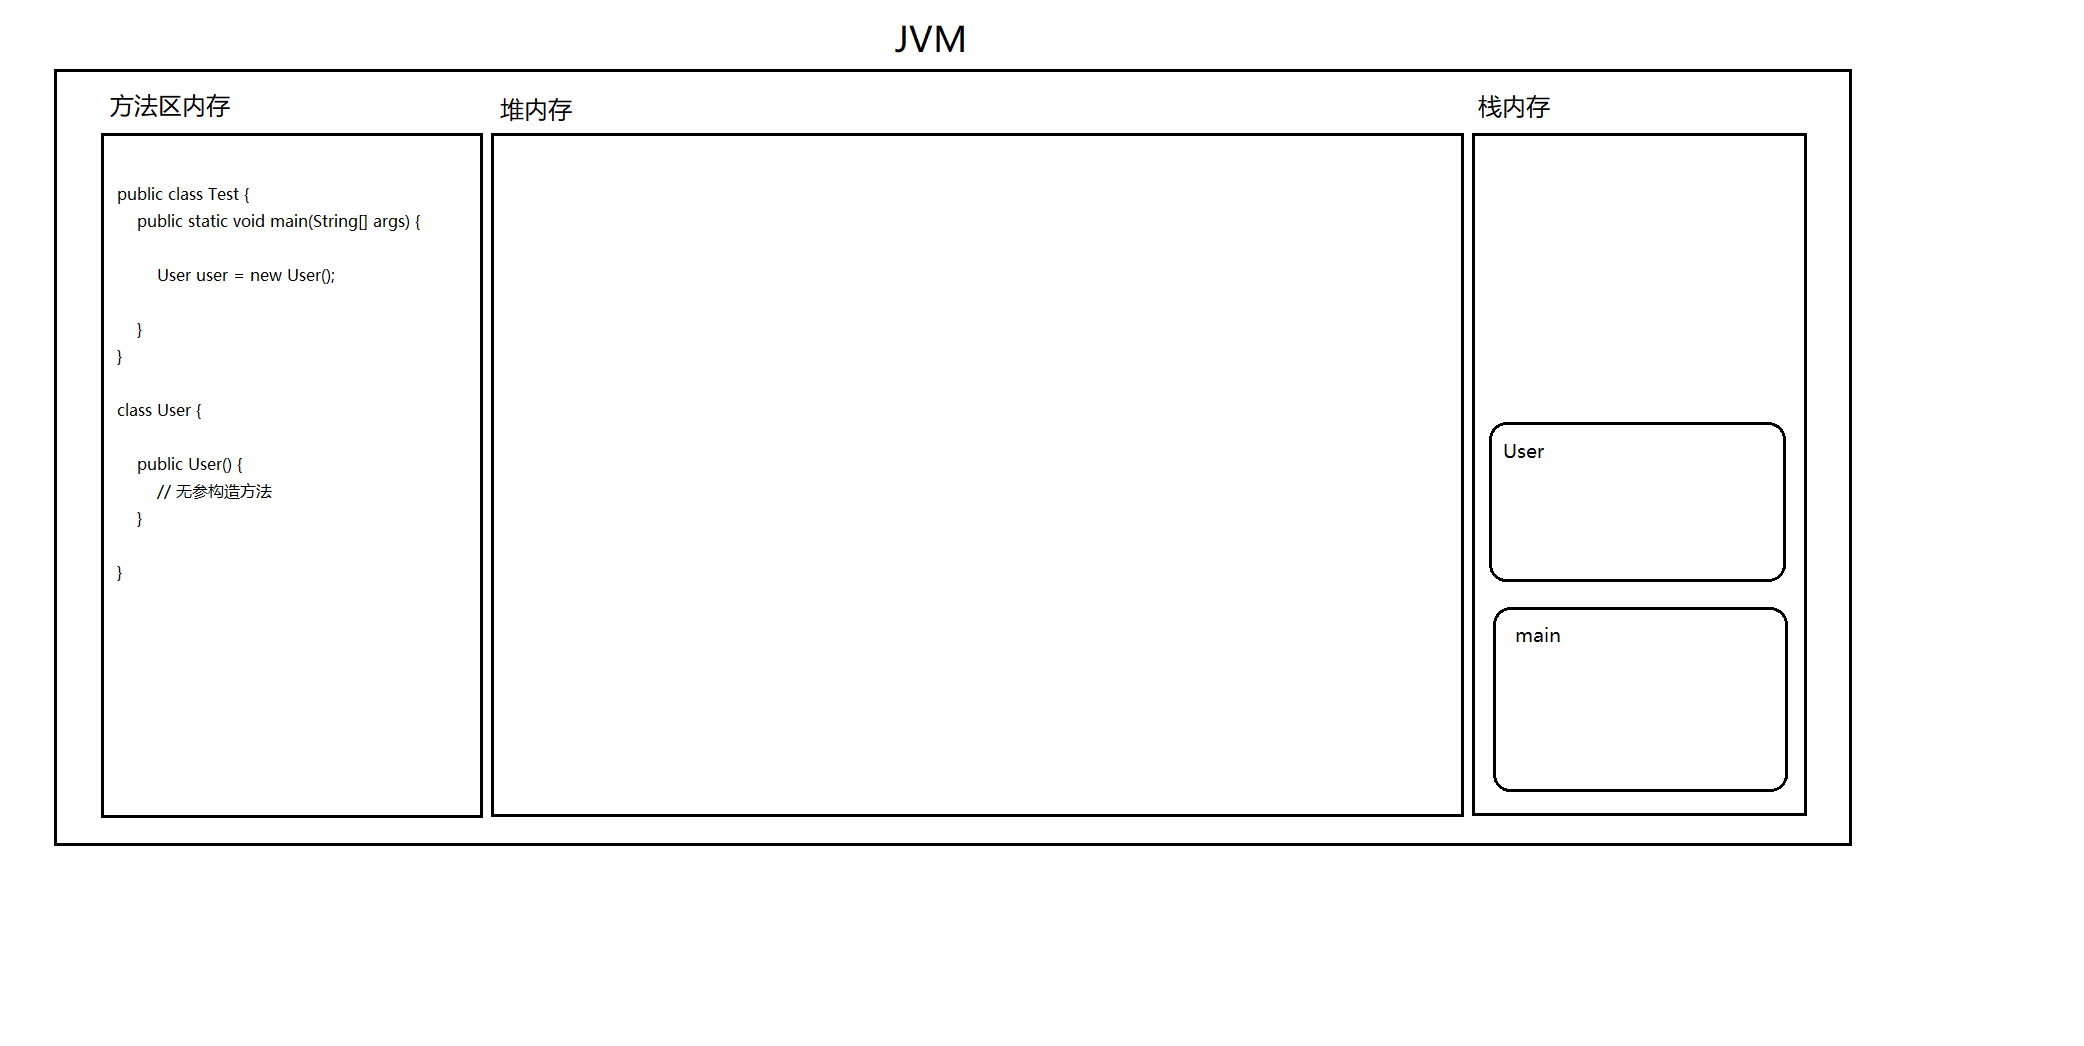 JVM
方法区内存
堆内存
栈内存
public class Test {
public static void main(String[] args) {
User user = new User();
}
}
class User {
public User() {
// 无参构造方法
}
}
User
main